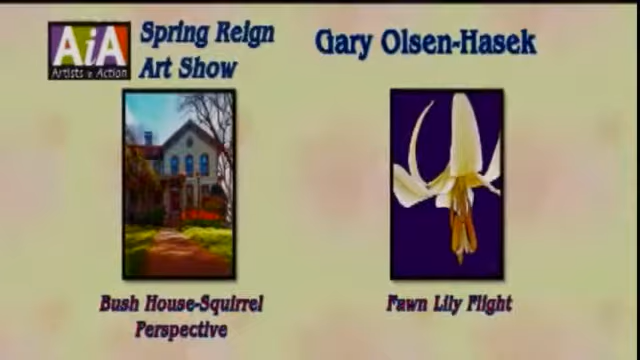 AiA
Artists in Action
Spring Reign
Art Show
Gary Olsen-Hasek
Bush House-Squirrel
Perspective
Fawn Lily Flight